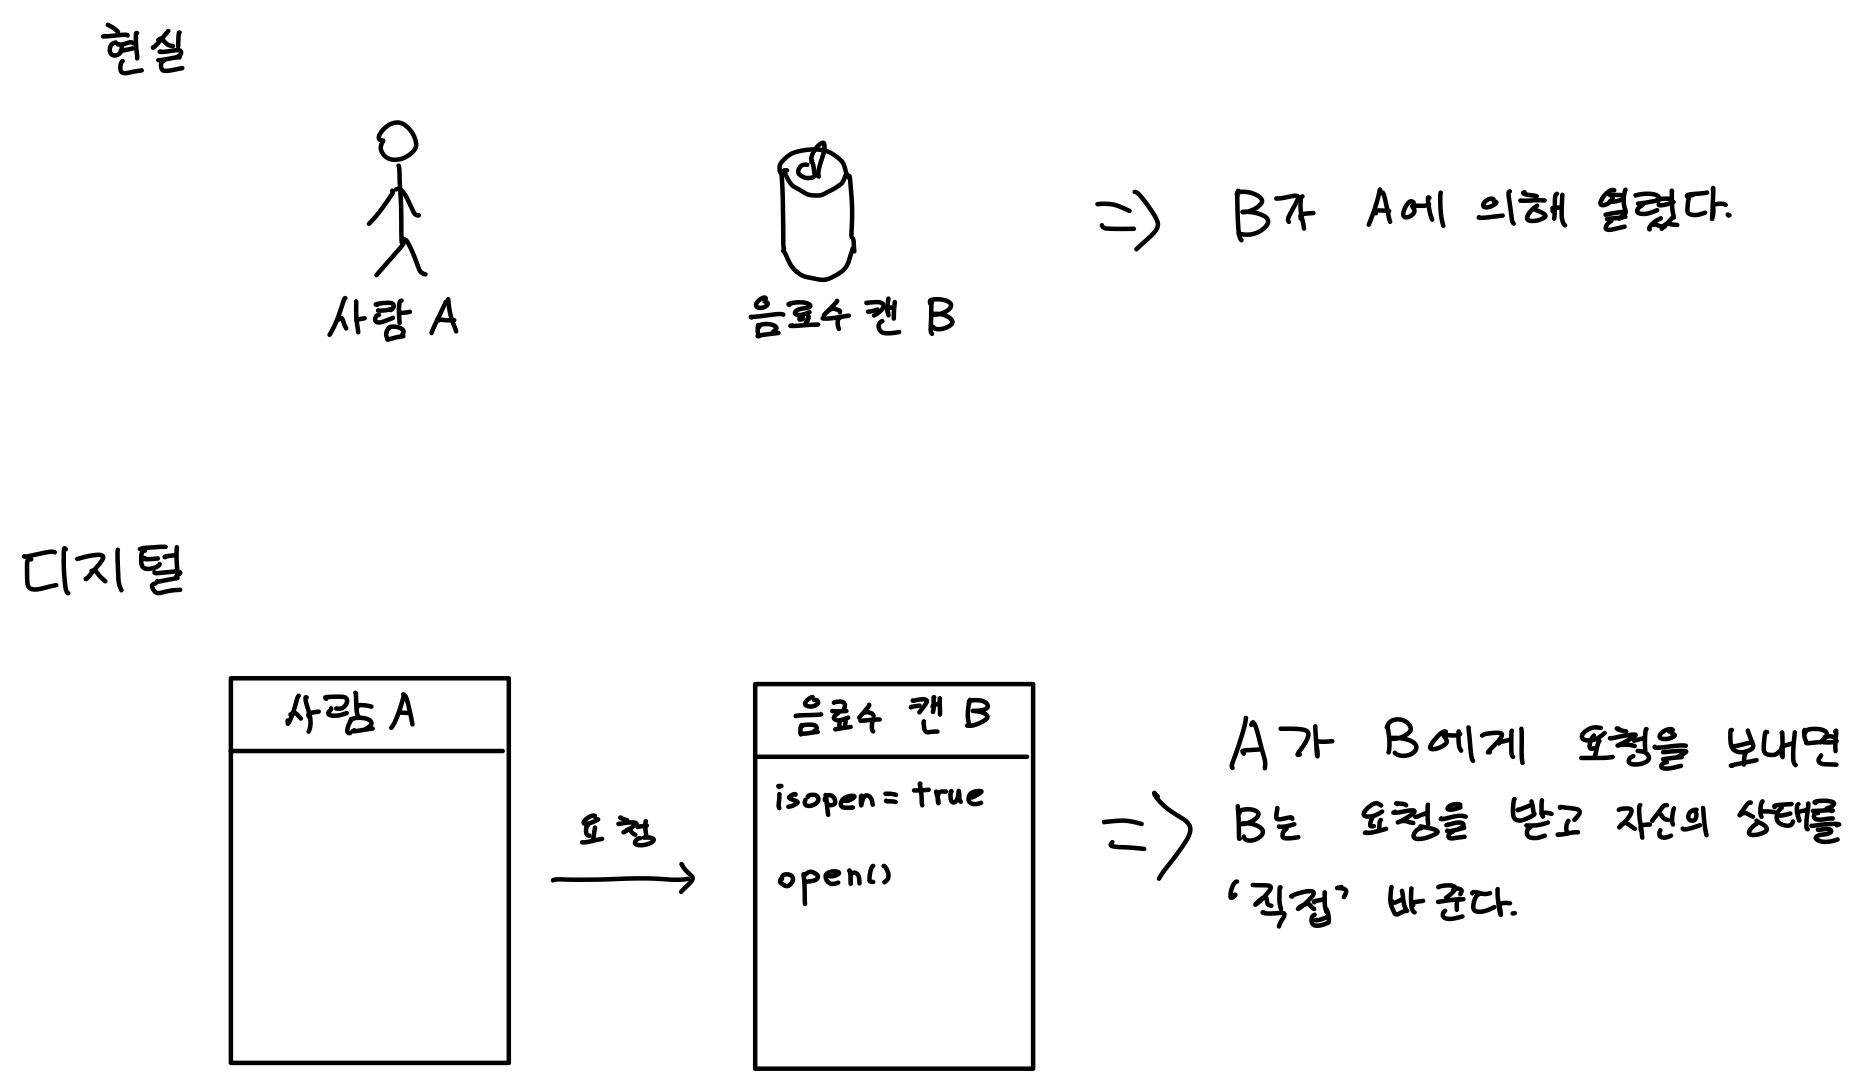 현실
B가 A에 의해 열렸다.
사람 A
음료수 캔 B
디지털
사람 A
음료수 캔 B
isopen = true
open()
요청
A가 B에게 요청을 보내면
B는 요청을 받고 자신의 상태를
'직접' 바꾼다.